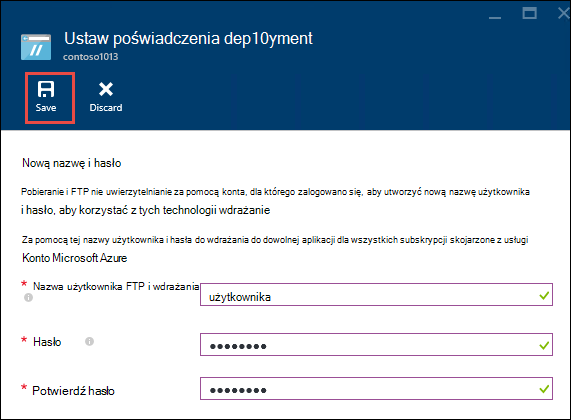 Ustaw poświadczenia dep10yment
contoso1013
Save Discard
Nową nazwę i hasło
Pobieranie i FTP nie uwierzytelnianie za pomocą konta, dla którego zalogowano się, aby utworzyć nową nazwę użytkownika
i hasło, aby korzystać z tych technologii wdrażanie
Za pomocą tej nazwy użytkownika i hasła do wdrażania do dowolnej aplikacji dla wszystkich subskrypcji skojarzone z usługi
Konto Microsoft Azure
* Nazwa użytkownika FTP i wdrażania
użytkownika
* Hasło ●●●●●●●●
* Potwierdź hasło ●●●●●●●●